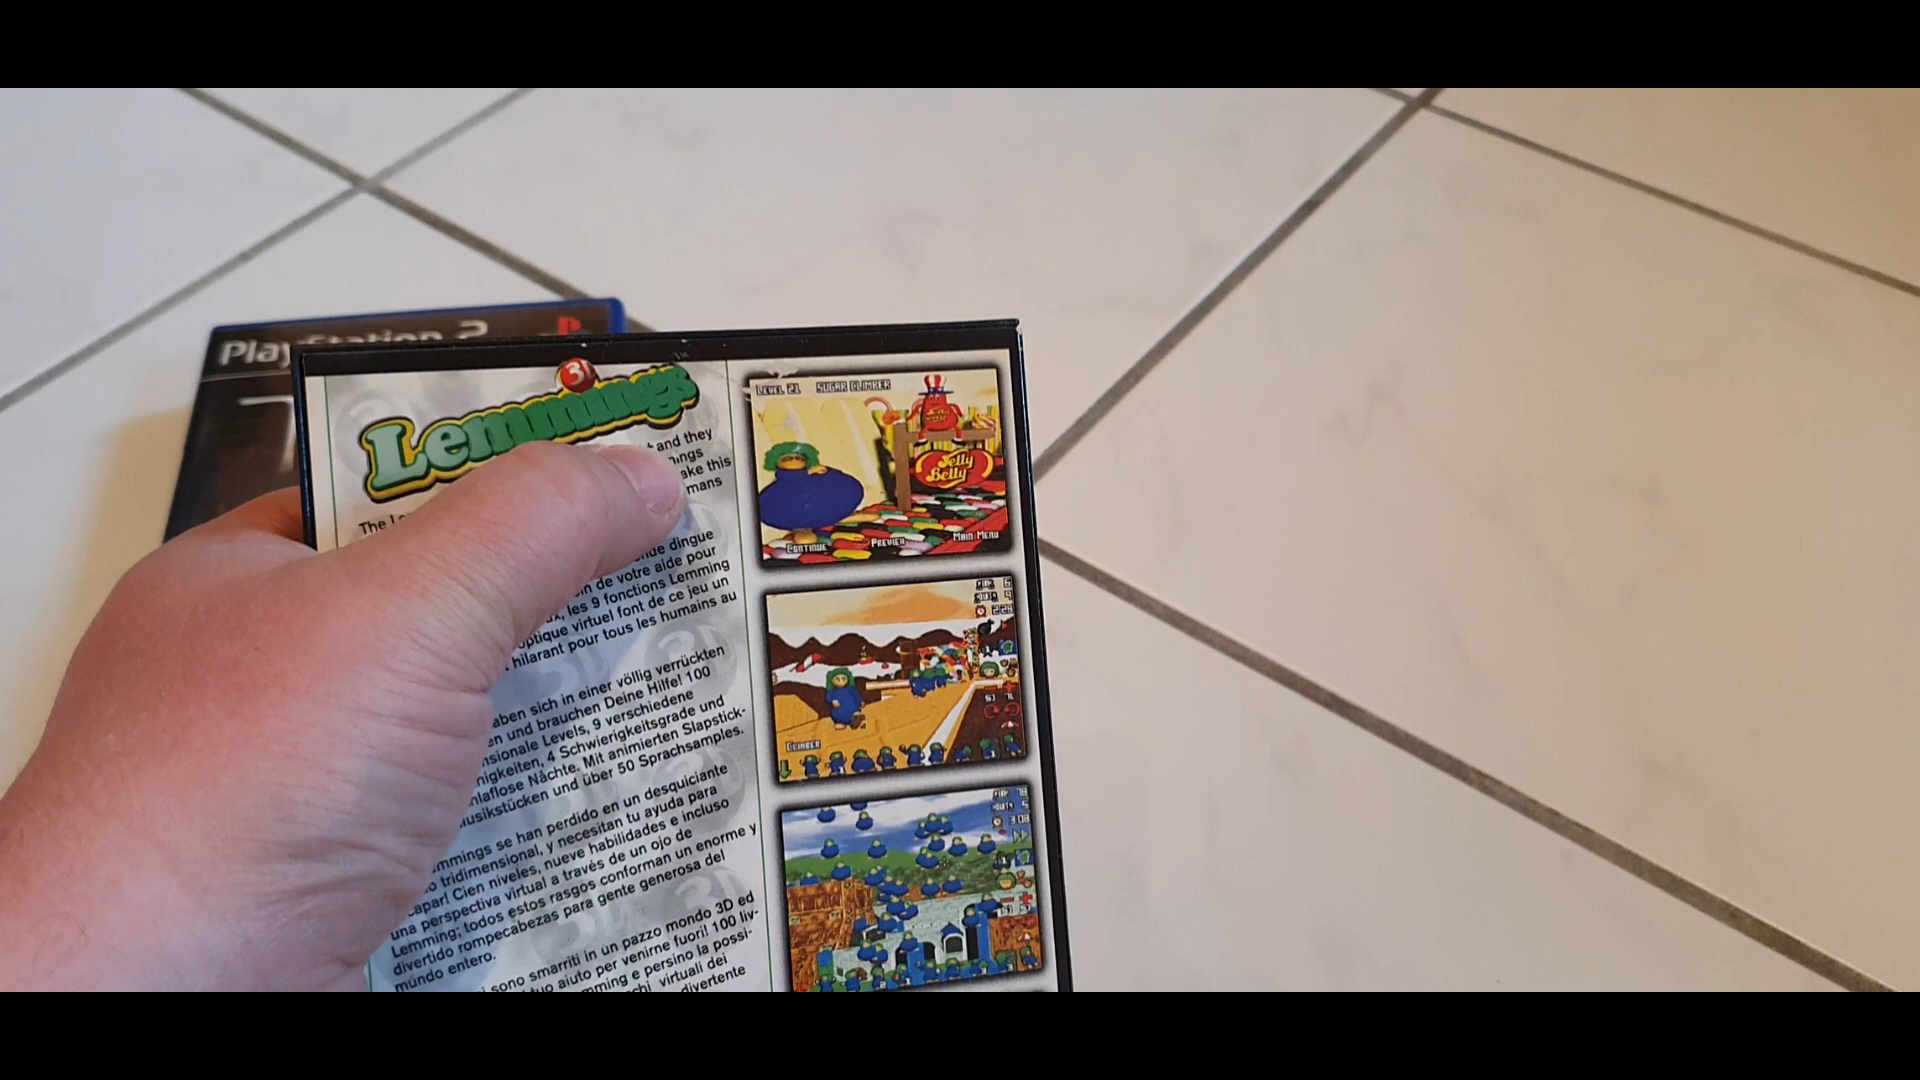 PlayStation 2
3D
Lemmings
and they
ake this
mans
The
dingue
de votre aide pour
les 9 fonctions Lemming
virtuel font de ce jeu un
hilarant pour tous les humains au
aben sich in einer völlig verrückten
en und brauchen Deine Hilfe! 100
nsionale Levels, 9 verschiedene
nigkeiten, 4 Schwierigkeitsgrade und
hlaflose Nächte. Mit animierten Slapstick-
usikstücken und über 50 Sprachsamples.
mmings se han perdido en un desquiciante
o tridimensional, y necesitan tu ayuda para
capar! Cien niveles, nueve habilidades e incluso
una perspectiva virtual a través de un ojo de
Lemming; todos estos rasgos conforman un enorme y
divertido rompecabezas para gente generosa del
mundo entero.
sono smarriti in un pazzo mondo 3D ed
tuo aiuto per venirne fuori! 100 liv-
mming e persino la possi-
virtuali dei
divertente
LEVEL 21 SUGAR CLIMBER
Jelly
Belly
CONTINUE PREVIEW MAIN MENU
CLIMBER